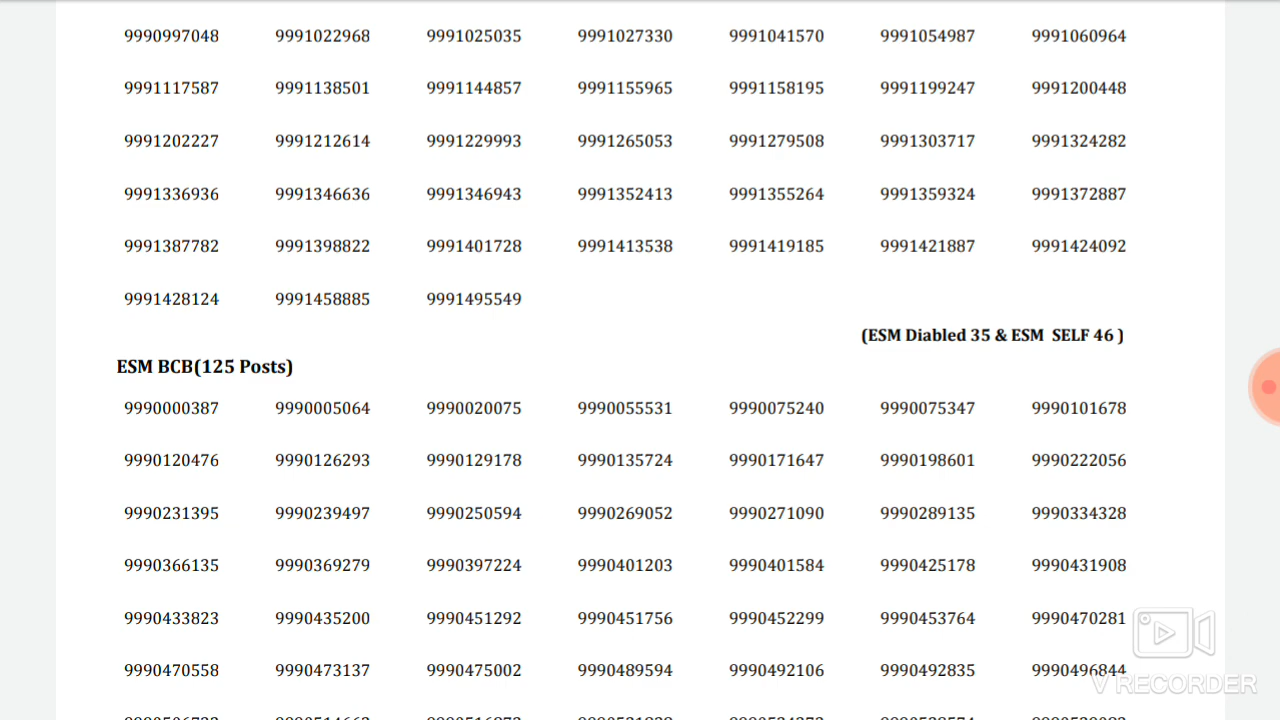 9990997048 9991022968 9991025035 9991027330 9991041570 9991054987 9991060964
9991117587 9991138501 9991144857 9991155965 9991158195 9991199247 9991200448
9991202227 9991212614 9991229993 9991265053 9991279508 9991303717 9991324282
9991336936 9991346636 9991346943 9991352413 9991355264 9991359324 9991372887
9991387782 9991398822 9991401728 9991413538 9991419185 9991421887 9991424092
9991428124 9991458885 9991495549
(ESM Diabled 35 & ESM SELF 46 )
ESM BCB(125 Posts)
9990000387 9990005064 9990020075 9990055531 9990075240 9990075347 9990101678
9990120476 9990126293 9990129178 9990135724 9990171647 9990198601 9990222056
9990231395 9990239497 9990250594 9990269052 9990271090 9990289135 9990334328
9990366135 9990369279 9990397224 9990401203 9990401584 9990425178 9990431908
9990433823 9990435200 9990451292 9990451756 9990452299 9990453764 9990470281
9990470558 9990473137 9990475002 9990489594 9990492106 9990492835 9990496844
V RECORDER